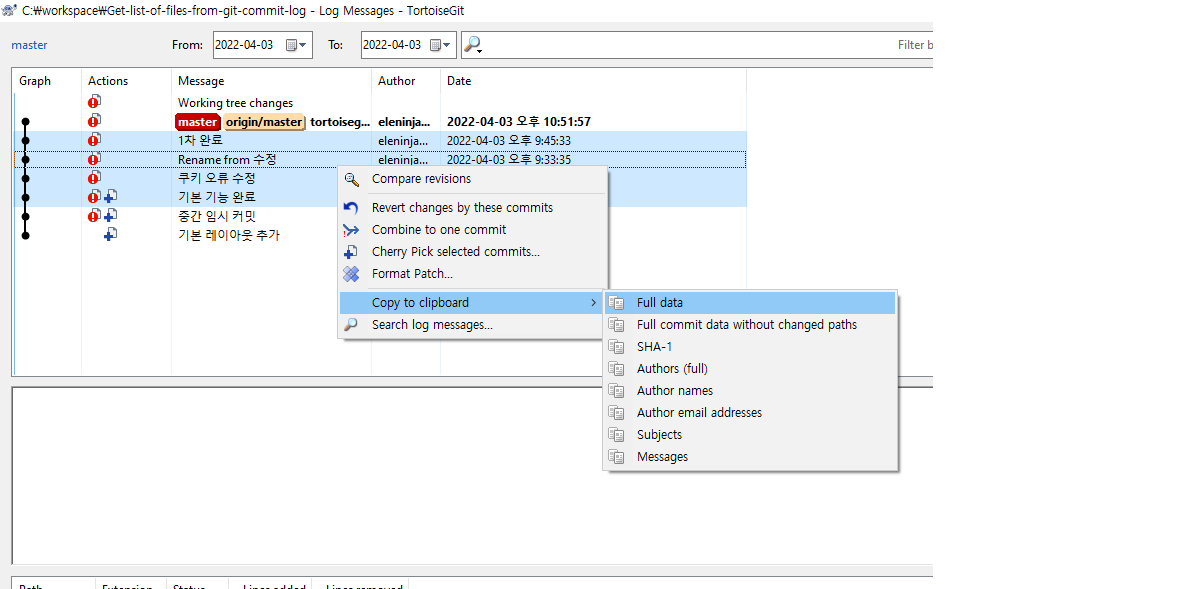 C:₩workspace₩Get-list-of-files-from-git-commit-log - Log Messages - TortoiseGit
master From: 2022-04-03 To: 2022-04-03 Filter b
Graph Actions Message Author Date
Working tree changes
master origin/master tortoiseg... eleninja... 2022-04-03 오후 10:51:57
1차 완료 eleninja... 2022-04-03 오후 9:45:33
Rename from 수정 eleninja... 2022-04-03 오후 9:33:35
쿠키 오류 수정
기본 기능 완료
중간 임시 커밋
기본 레이아웃 추가
Compare revisions
Revert changes by these commits
Combine to one commit
Cherry Pick selected commits...
Format Patch...
Copy to clipboard
Search log messages...
Full data
Full commit data without changed paths
SHA-1
Authors (full)
Author names
Author email addresses
Subjects
Messages
Path Extension Status Lines added Lines removed